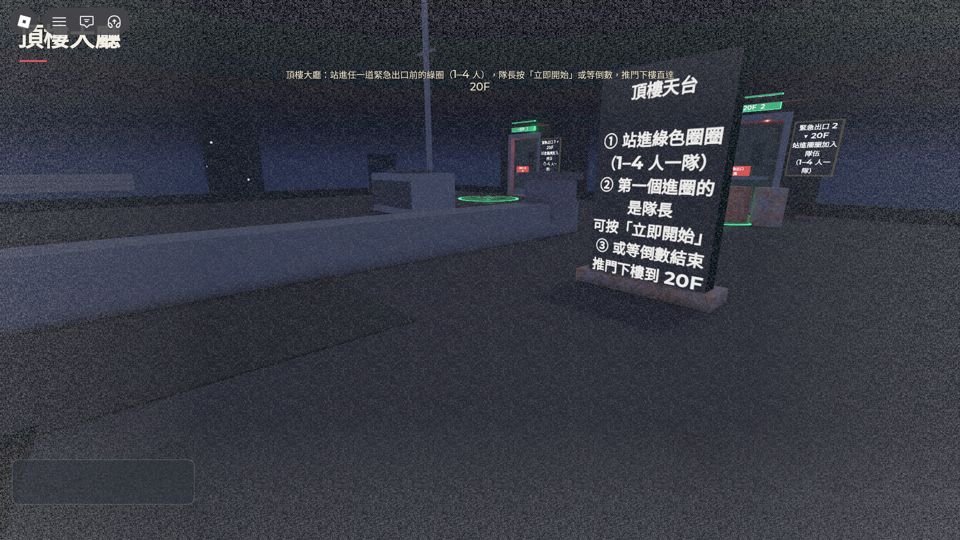 頂樓大廳
頂樓大廳：站進任一道緊急出口前的綠圈（1–4 人），隊長按「立即開始」或等倒數，推門下樓直達
20F
頂樓天台
① 站進綠色圈圈
（1–4 人一隊）
② 第一個進圈的
是隊長
可按「立即開始」
③ 或等倒數結束
推門下樓到 20F
20F 2
緊急出口 2
▼ 20F
站進圈圈加入
隊伍
（1–4 人一
隊）